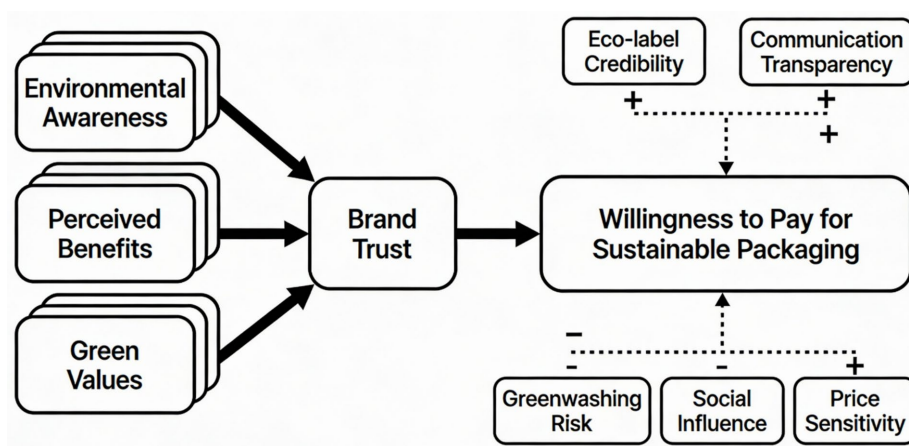 Environmental
Awareness
Perceived
Benefits
Green
Values
Brand
Trust
Eco-label
Credibility
Communication
Transparency
+
+
+
Willingness to Pay for
Sustainable Packaging
–
-
-
+
Greenwashing
Risk
Social
Influence
Price
Sensitivity